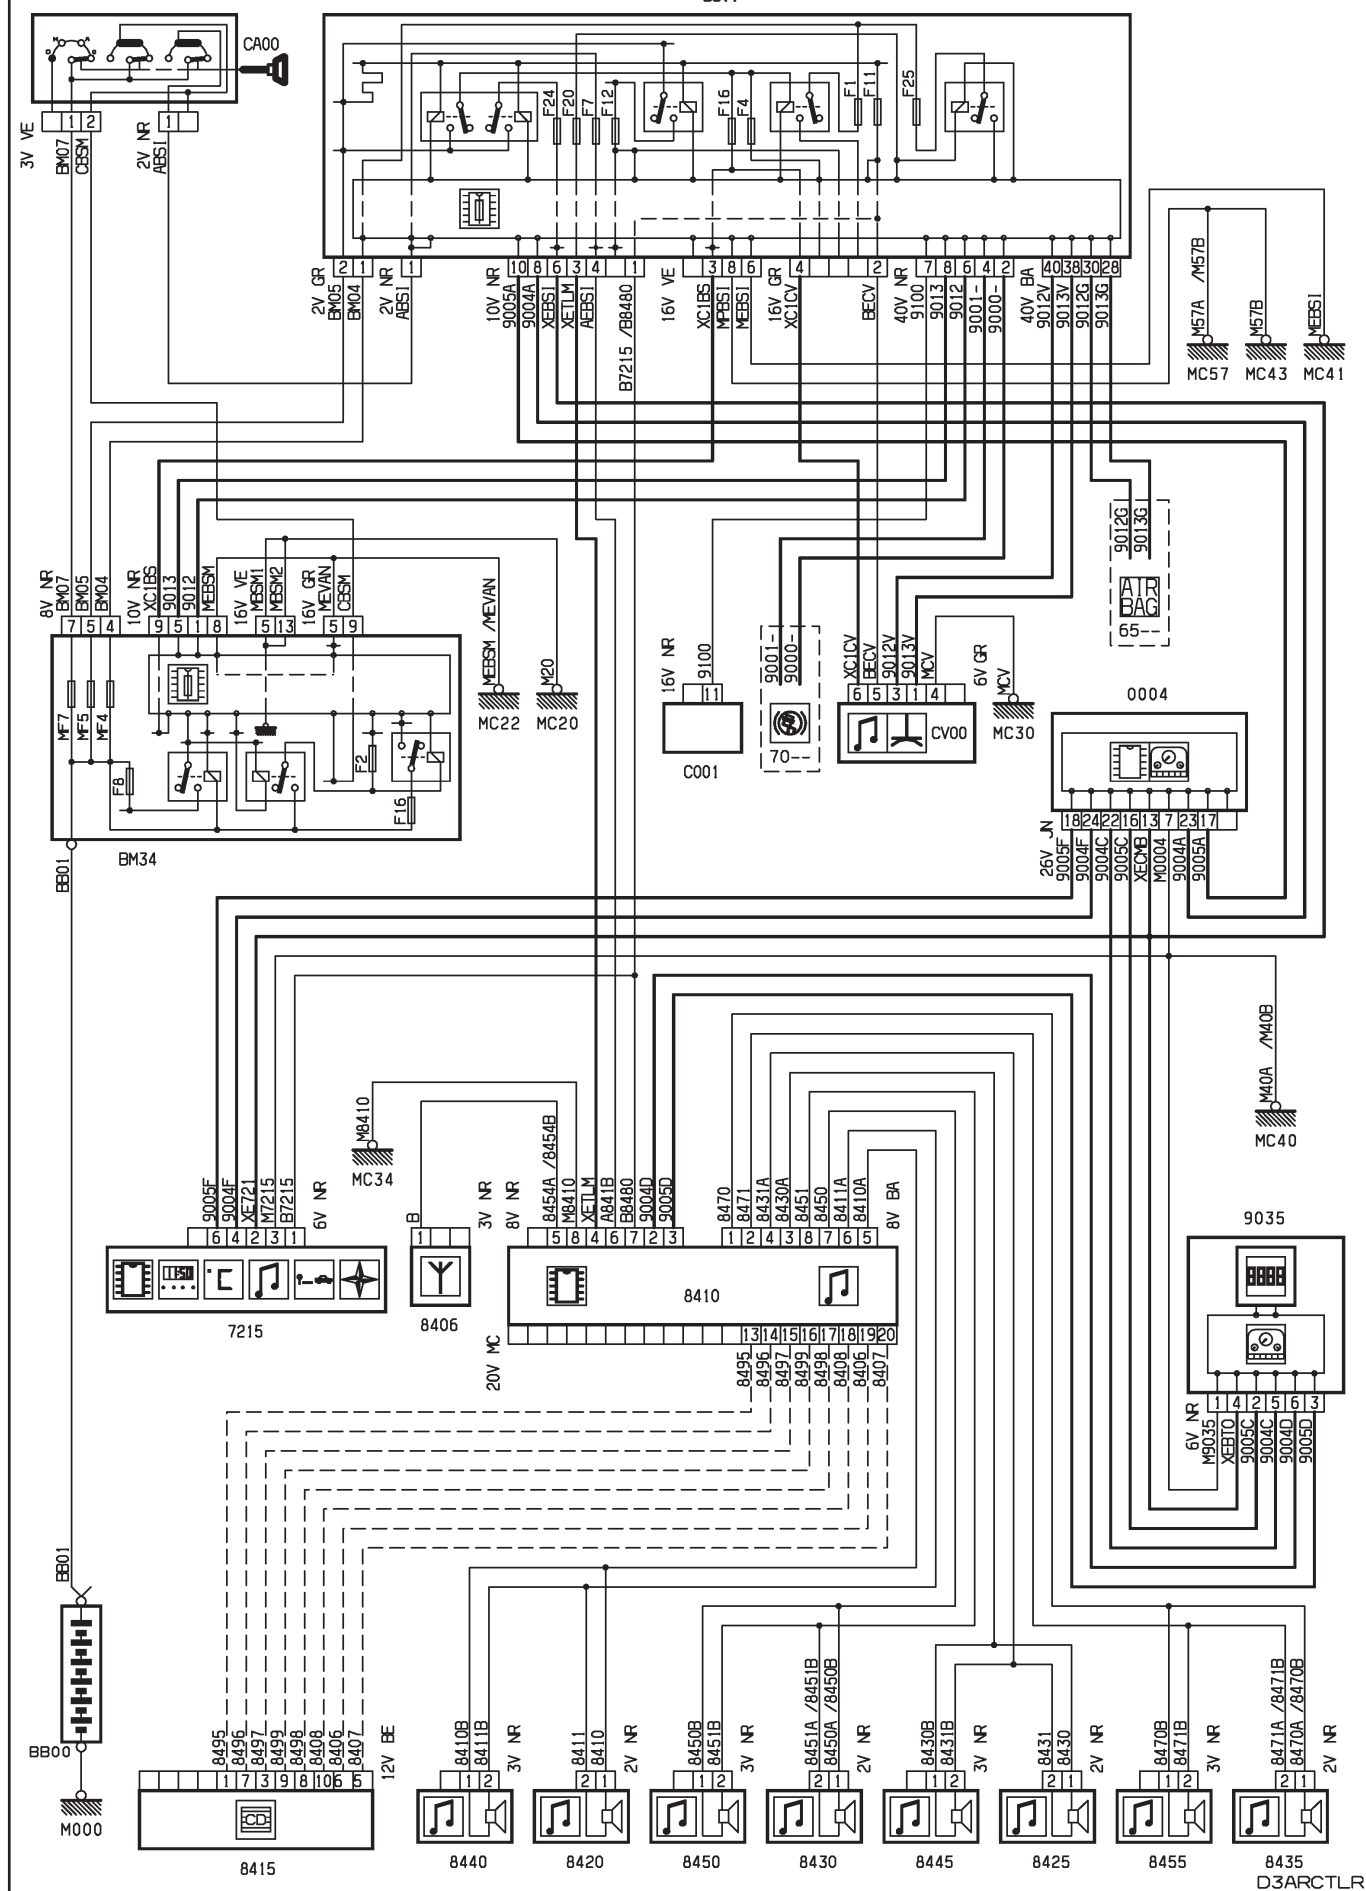 CA00
3V VE
1 2
BM07
CBSM
2V NR
1
ABSI
F24
F20
F7
F12
F16
F4
F1
F11
F25
2V GR
2 1
BM05
BM04
2V NR
1
ABSI
10V NR
10 8 6 3 4 1
9005A
9004A
XEBSI
XETLM
AEBSI
B7215 /B8480
16V VE
3 8 6
XC1BS
MPBSI
MEBSI
16V GR
4 2
XC1CV
BECV
40V NR
7 8 6 4 2
9100
9013
9012
9001-
9000-
40V BA
40 38 30 28
9012V
9013V
9012G
9013G
M57A /M57B
M57B
MEBSI
MC57
MC43
MC41
9012G
9013G
AIR
BAG
65--
8V NR
BM07
BM05
BM04
7 5 4
10V NR
XC1BS
9013
9012
MEBSM
9 5 1 8
16V VE
MBSM1
MBSM2
5 13
16V GR
MEVAN
CBSM
5 9
MEBSM /MEVAN
M20
MC22
MC20
MF7
MF5
MF4
F8
F2
F16
BM34
BB01
16V NR
9100
11
C001
9001-
9000-
70--
XC1CV
BECV
9012V
9013V
MCV
6 5 3 1 4
6V GR
MCV
MC30
CV00
0004
26V JN
18 24 22 16 13 7 23 17
9005F
9004F
9004C
9005C
XECMB
M0004
9004A
9005A
M40A /M40B
MC40
M8410
MC34
9005F
9004F
XE721
M7215
B7215
6V NR
6 4 2 3 1
7215
B
1
3V NR
8406
8V NR
8454A /8454B
M8410
XETLM
A841B
B8480
9004D
9005D
5 8 4 6 7 2 3
8470
8471
8431A
8430A
8451
8450
8411A
8410A
8V BA
1 2 4 3 8 7 6 5
8410
20V MC
13 14 15 16 17 18 19 20
8495
8496
8497
8499
8498
8408
8406
8407
9035
6V NR
1 4 2 5 6 3
M9035
XEBTO
9005C
9004C
9004D
9005D
BB01
BB00
M000
8495
8496
8497
8499
8498
8408
8406
8407
12V BE
1 7 3 9 8 10 6 5
CD
8415
8410B
8411B
3V NR
1 2
8440
8411
8410
2V NR
2 1
8420
8450B
8451B
3V NR
1 2
8450
8451A /8451B
8450A /8450B
2V NR
2 1
8430
8430B
8431B
3V NR
1 2
8445
8431
8430
2V NR
2 1
8425
8470B
8471B
3V NR
1 2
8455
8471A /8471B
8470A /8470B
2V NR
2 1
8435
D3ARCTLR